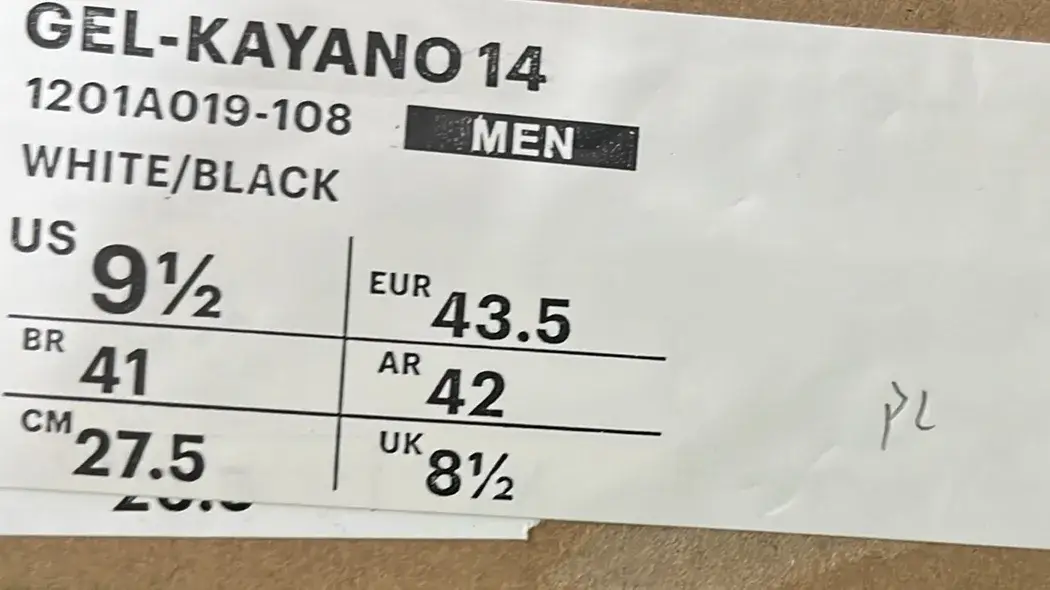 GEL-KAYANO 14
1201A019-108
MEN
WHITE/BLACK
US 9½
EUR 43.5
BR 41
AR 42
CM 27.5
UK 8½
PL